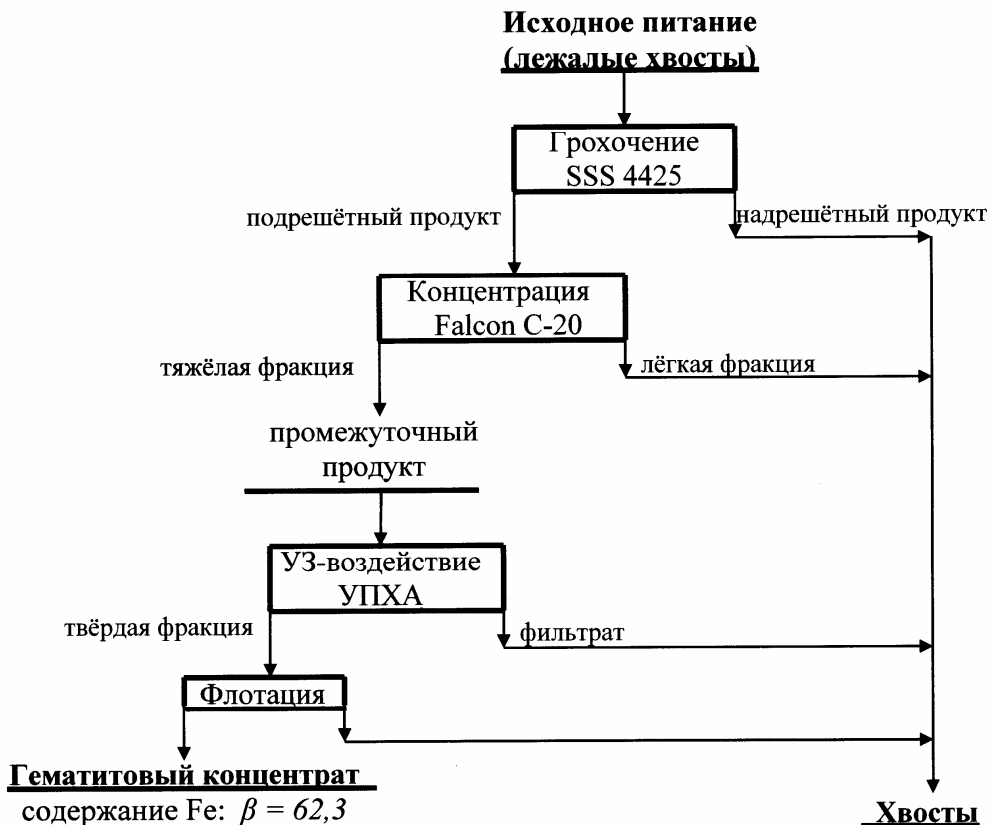 Исходное питание
(лежалые хвосты)
Грохочение
SSS 4425
подрешётный продукт
надрешётный продукт
Концентрация
Falcon C-20
тяжёлая фракция
лёгкая фракция
промежуточный
продукт
УЗ-воздействие
УПХА
твёрдая фракция
фильтрат
Флотация
Гематитовый концентрат
содержание Fe: β = 62,3
Хвосты